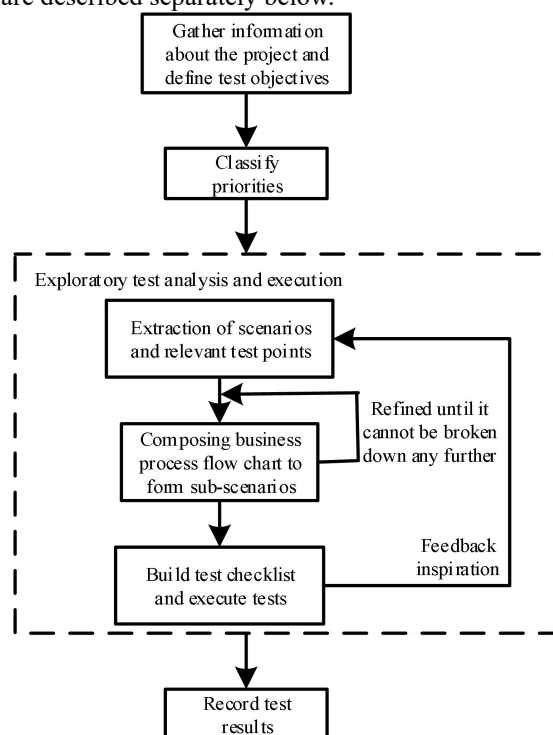 are described separately below.
Gather information
about the project and
define test objectives
Classify
priorities
Exploratory test analysis and execution
Extraction of scenarios
and relevant test points
Refined until it
cannot be broken
down any further
Composing business
process flow chart to
form sub-scenarios
Feedback
inspiration
Build test checklist
and execute tests
Record test
results